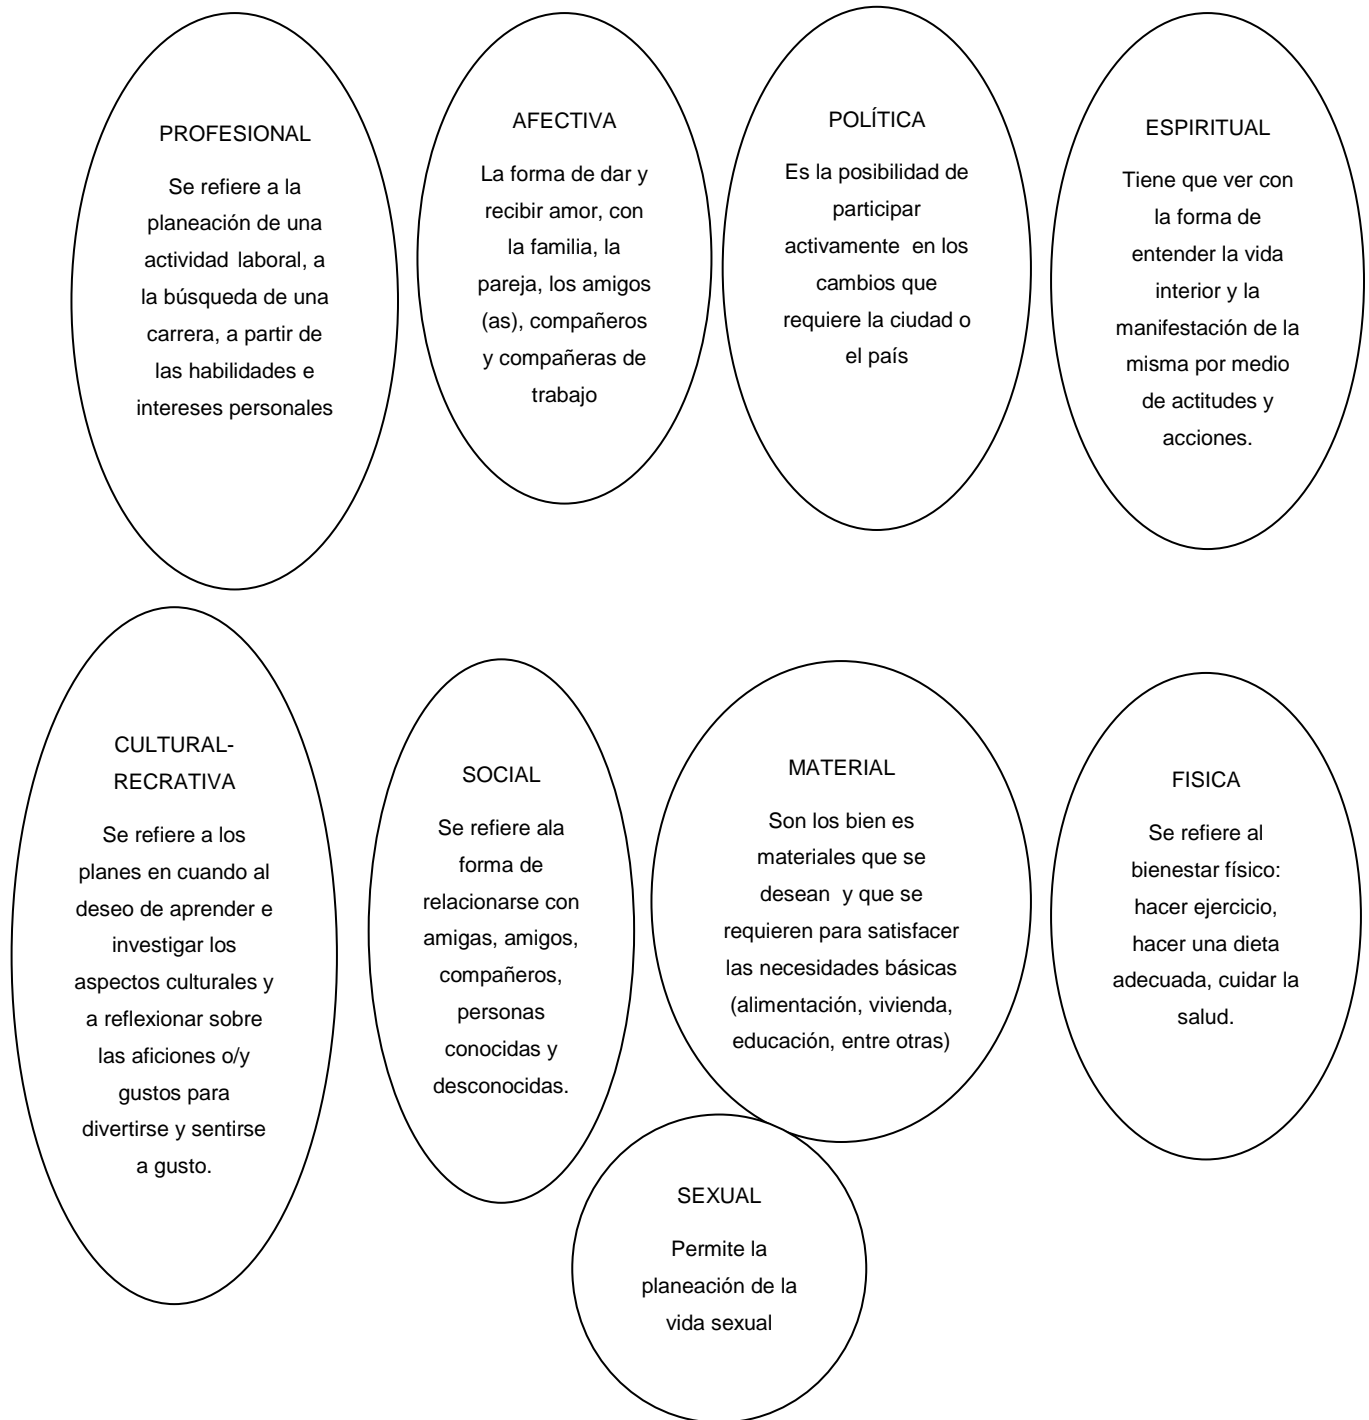 PROFESIONAL
Se refiere a la
planeación de una
actividad laboral, a
la búsqueda de una
carrera, a partir de
las habilidades e
intereses personales
AFECTIVA
La forma de dar y
recibir amor, con
la familia, la
pareja, los amigos
(as), compañeros
y compañeras de
trabajo
POLÍTICA
Es la posibilidad de
participar
activamente en los
cambios que
requiere la ciudad o
el país
ESPIRITUAL
Tiene que ver con
la forma de
entender la vida
interior y la
manifestación de la
misma por medio
de actitudes y
acciones.
CULTURAL-
RECRATIVA
Se refiere a los
planes en cuando al
deseo de aprender e
investigar los
aspectos culturales y
a reflexionar sobre
las aficiones o/y
gustos para
divertirse y sentirse
a gusto.
SOCIAL
Se refiere ala
forma de
relacionarse con
amigas, amigos,
compañeros,
personas
conocidas y
desconocidas.
MATERIAL
Son los bien es
materiales que se
desean y que se
requieren para satisfacer
las necesidades básicas
(alimentación, vivienda,
educación, entre otras)
FISICA
Se refiere al
bienestar físico:
hacer ejercicio,
hacer una dieta
adecuada, cuidar la
salud.
SEXUAL
Permite la
planeación de la
vida sexual